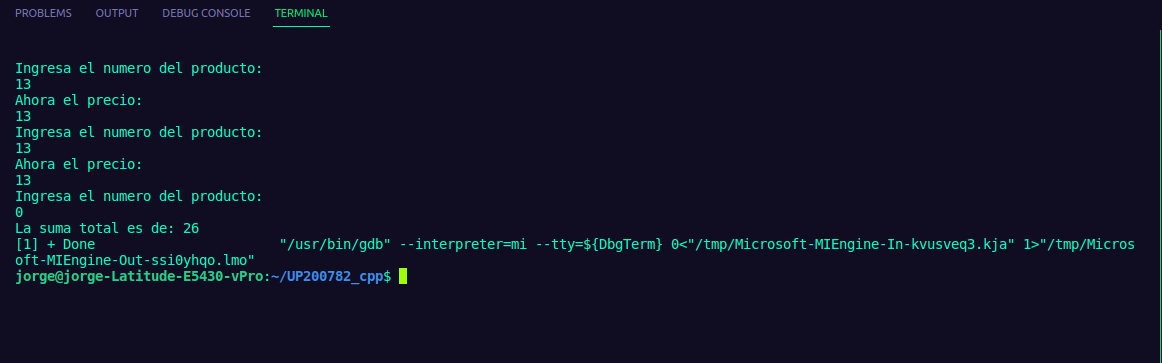 PROBLEMS OUTPUT DEBUG CONSOLE TERMINAL
Ingresa el numero del producto:
13
Ahora el precio:
13
Ingresa el numero del producto:
13
Ahora el precio:
13
Ingresa el numero del producto:
0
La suma total es de: 26
[1] + Done                       "/usr/bin/gdb" --interpreter=mi --tty=${DbgTerm} 0<"/tmp/Microsoft-MIEngine-In-kvusveq3.kja" 1>"/tmp/Micros
oft-MIEngine-Out-ssi0yhqo.lmo"
jorge@jorge-Latitude-E5430-vPro:~/UP200782_cpp$